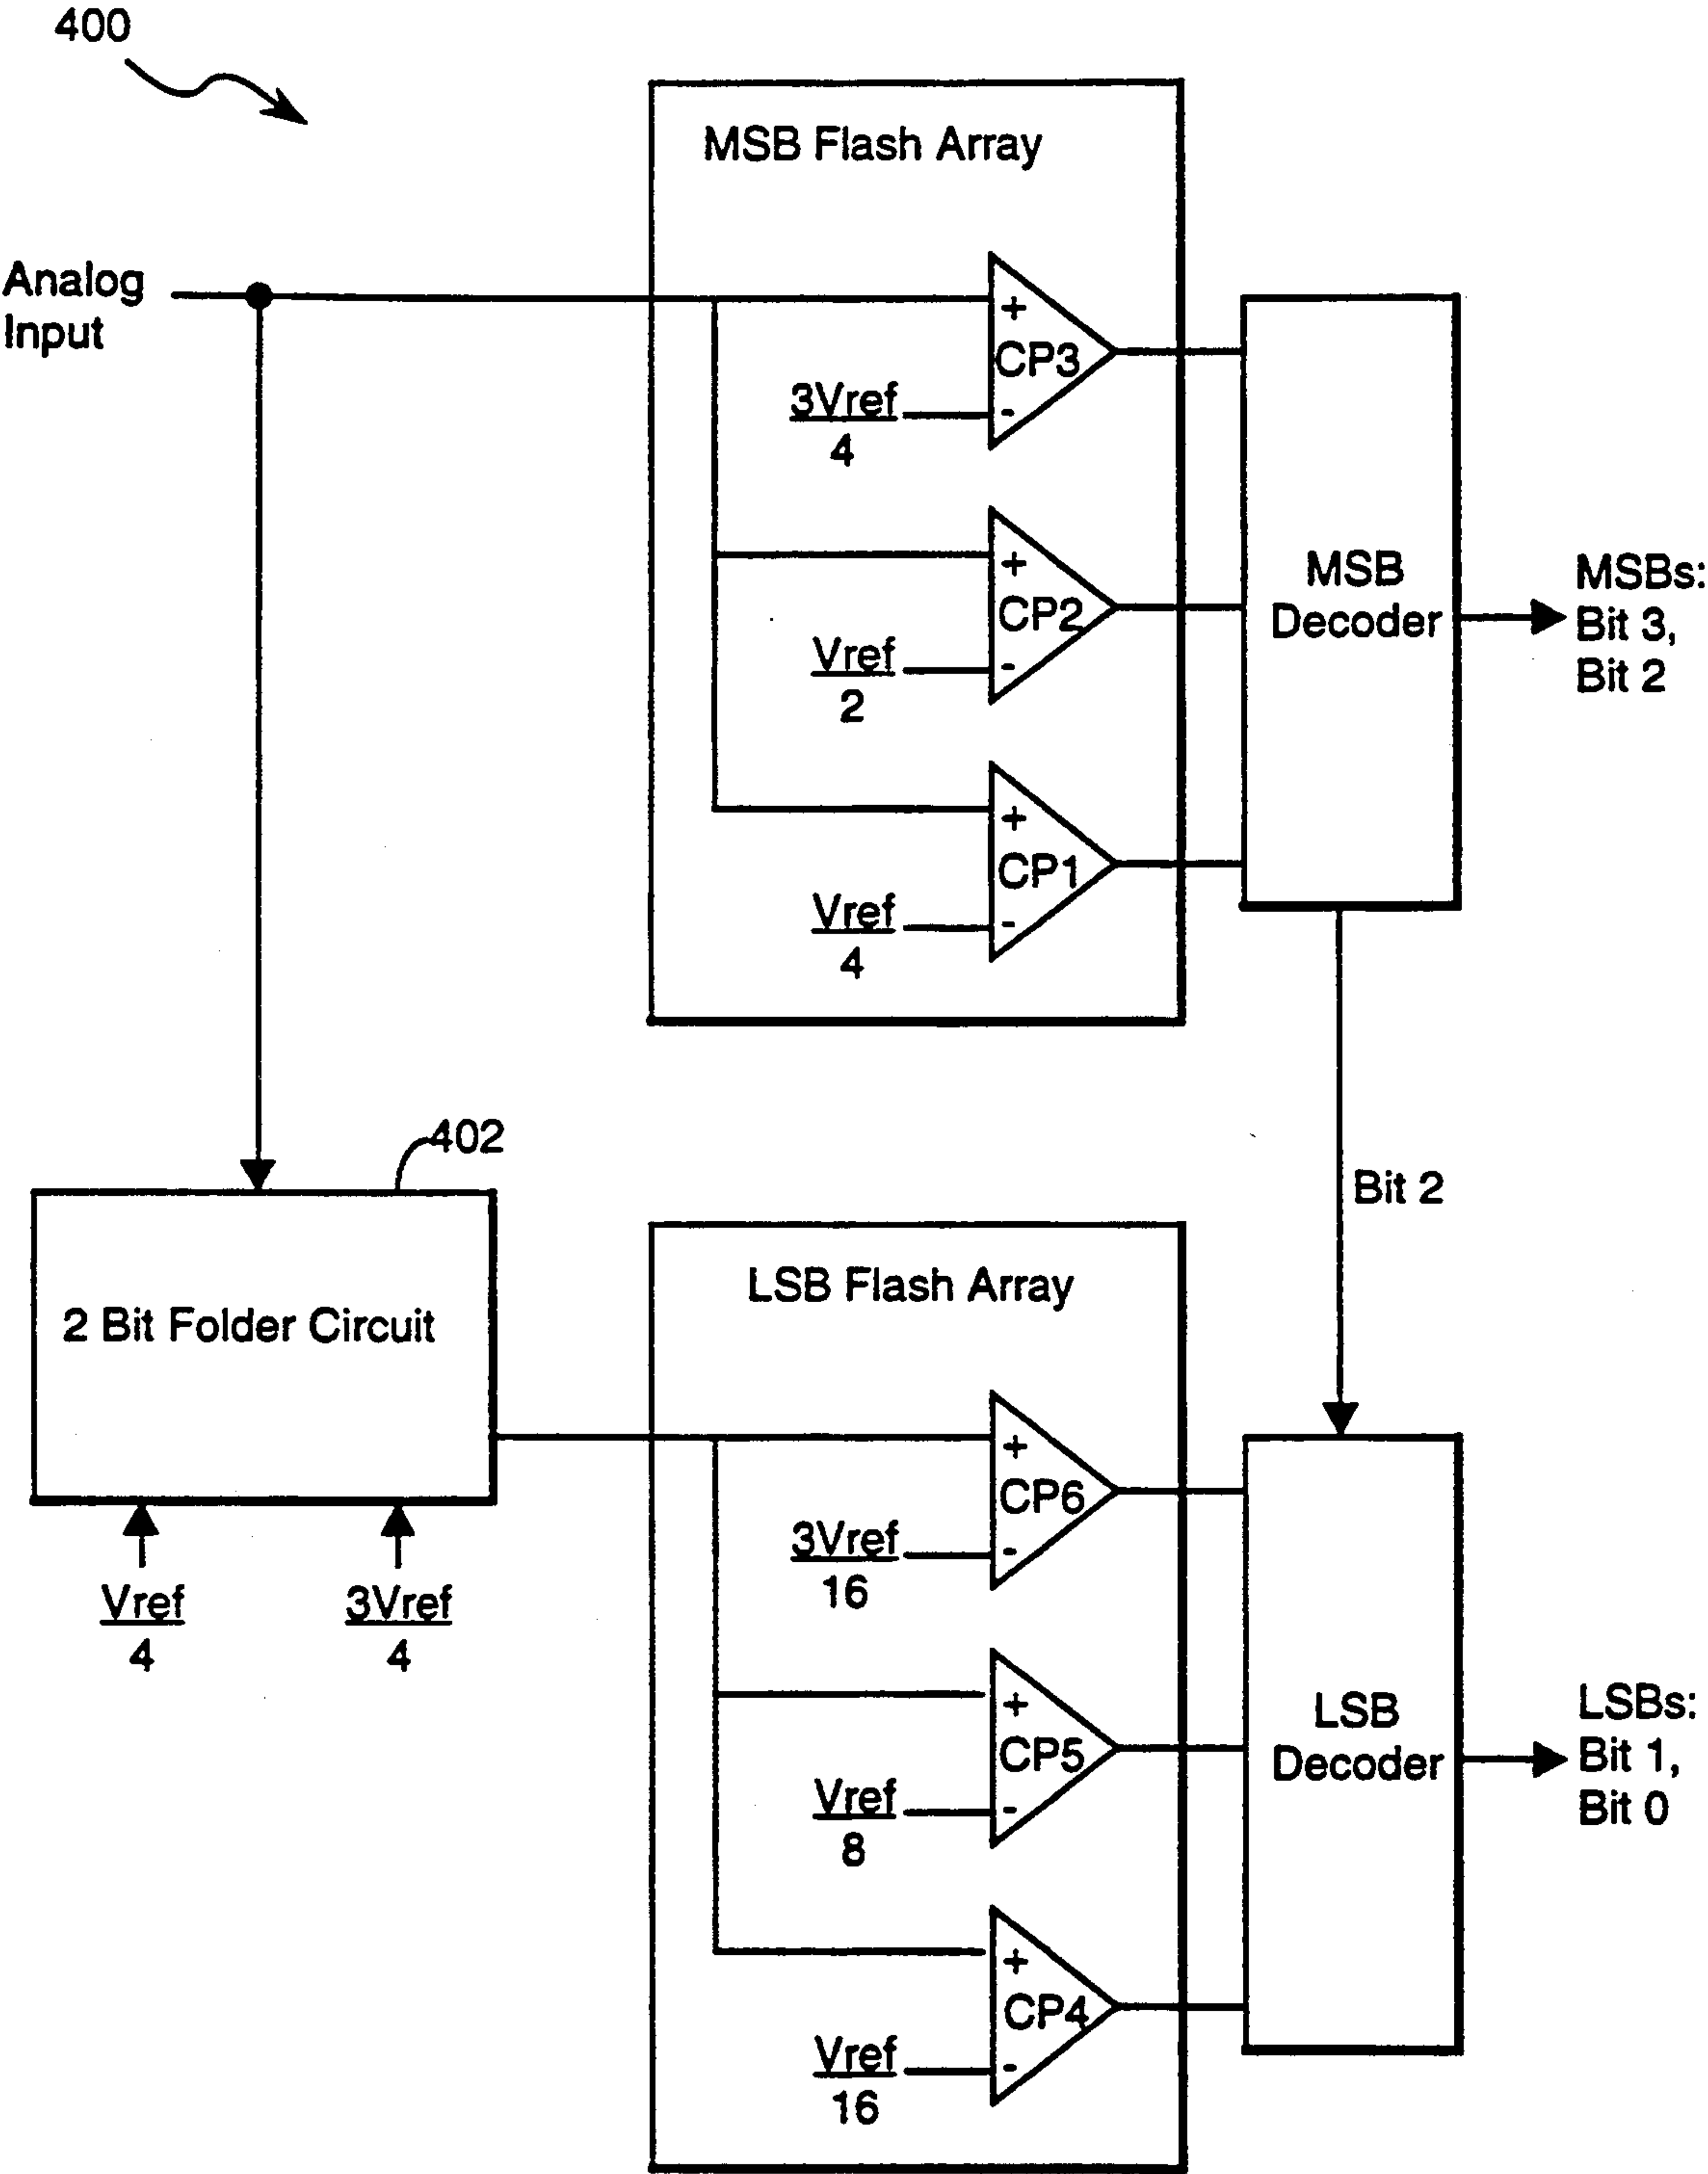 400
MSB Flash Array
Analog
Input
+
CP3
3Vref
4
-
+
CP2
Vref
2
-
MSB
Decoder
MSBs:
Bit 3,
Bit 2
+
CP1
Vref
4
-
402
Bit 2
2 Bit Folder Circuit
Vref
4
3Vref
4
LSB Flash Array
+
CP6
3Vref
16
-
+
CP5
Vref
8
-
LSB
Decoder
LSBs:
Bit 1,
Bit 0
+
CP4
Vref
16
-